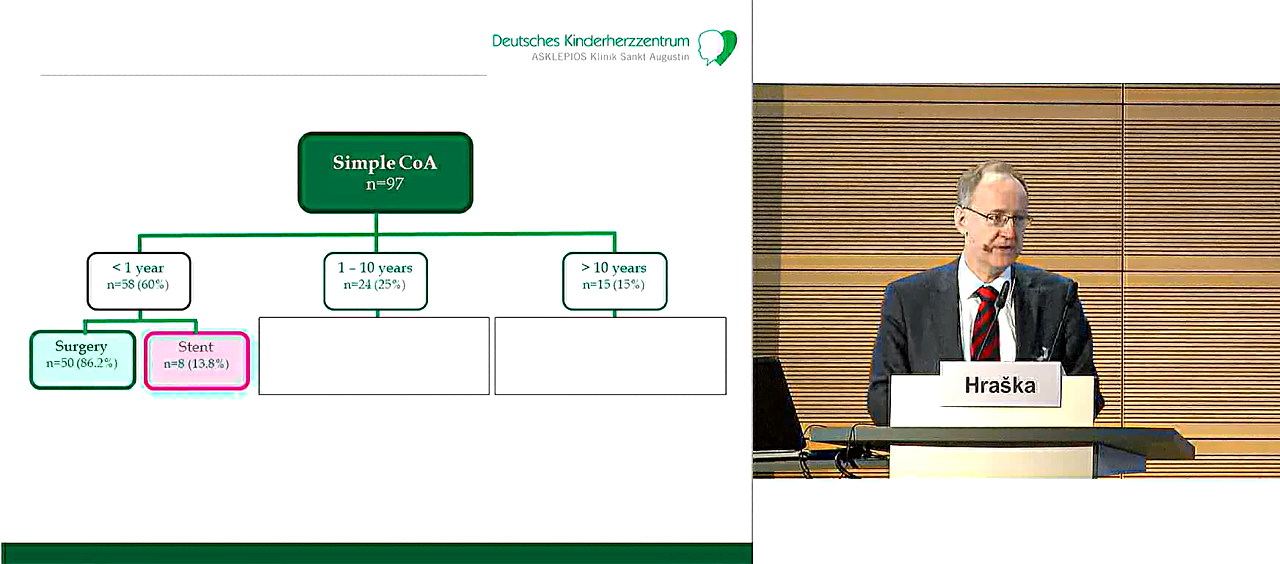 Deutsches Kinderherzzentrum
ASKLEPIOS Klinik Sankt Augustin
Simple CoA
n=97
< 1 year
n=58 (60%)
1 – 10 years
n=24 (25%)
> 10 years
n=15 (15%)
Surgery
n=50 (86.2%)
Stent
n=8 (13.8%)
Hraška